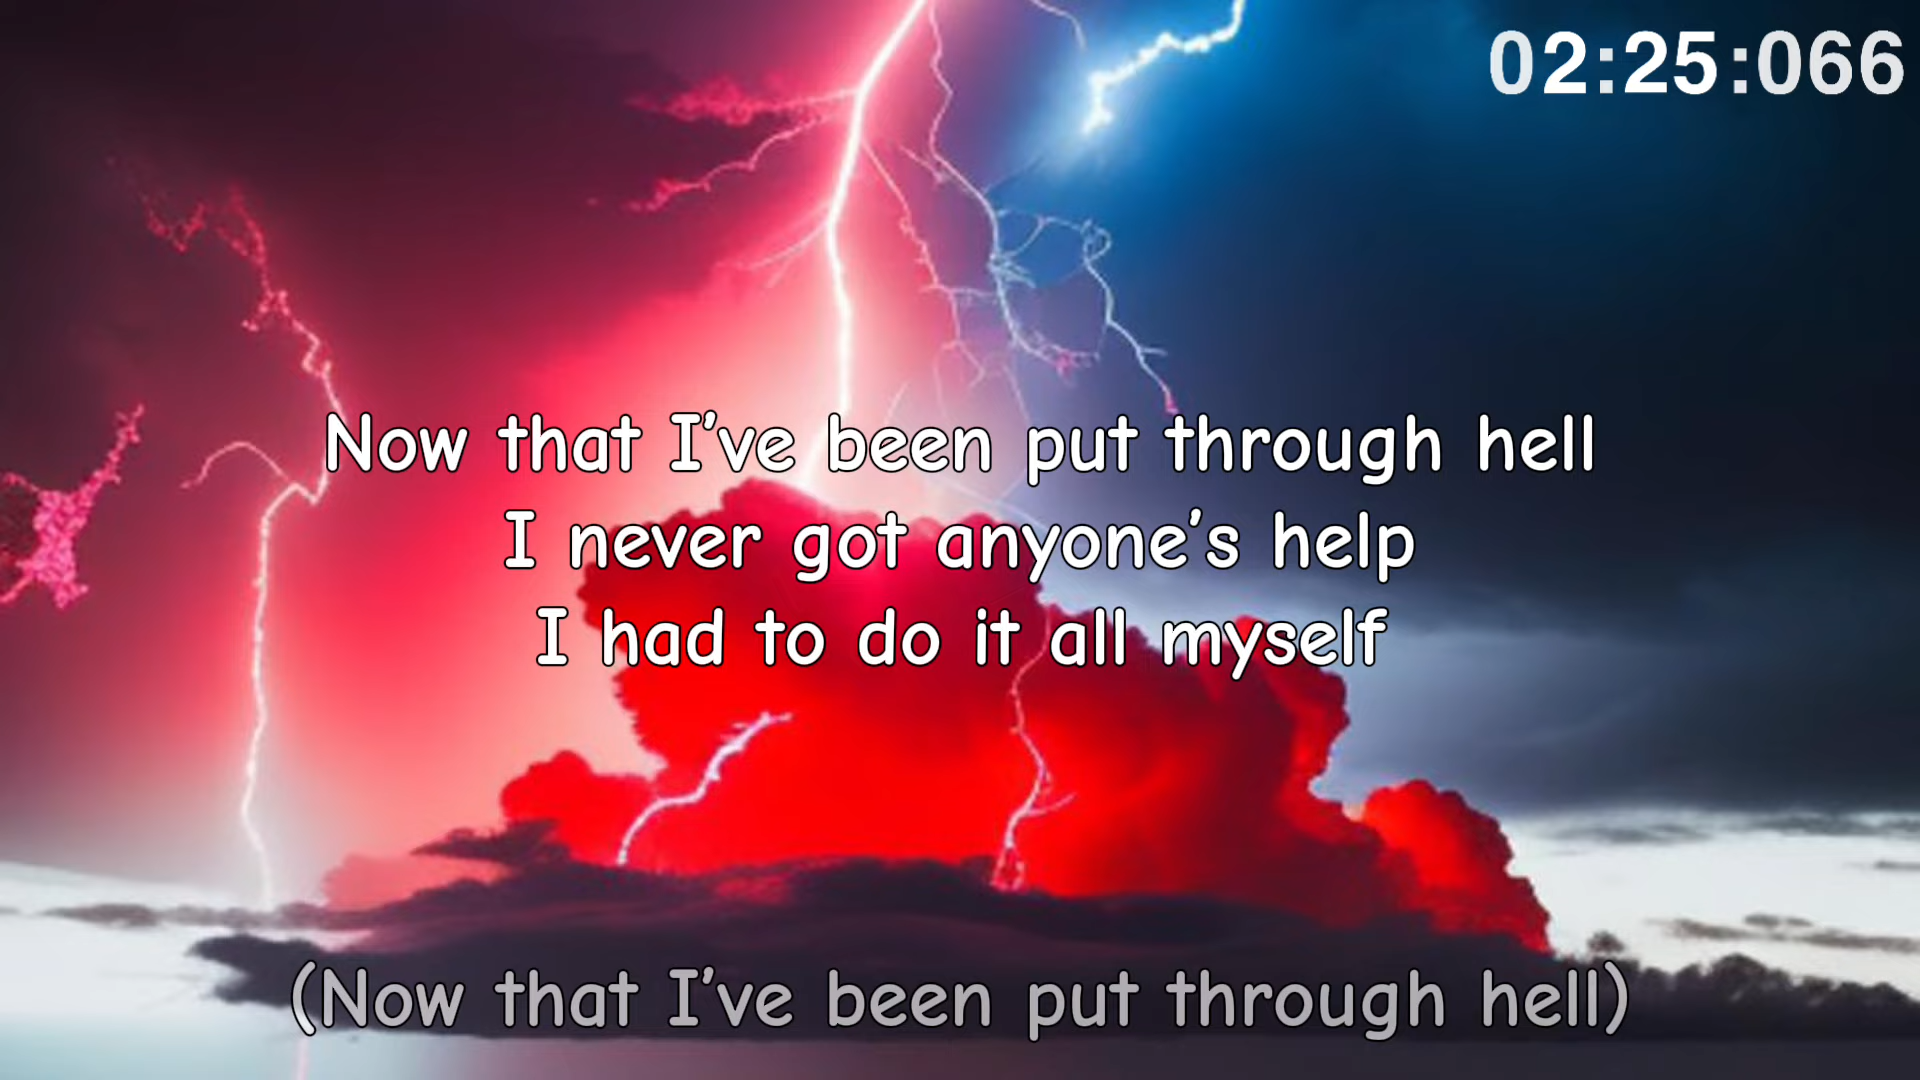 02:25:066
Now that I've been put through hell
I never got anyone's help
I had to do it all myself
(Now that I've been put through hell)